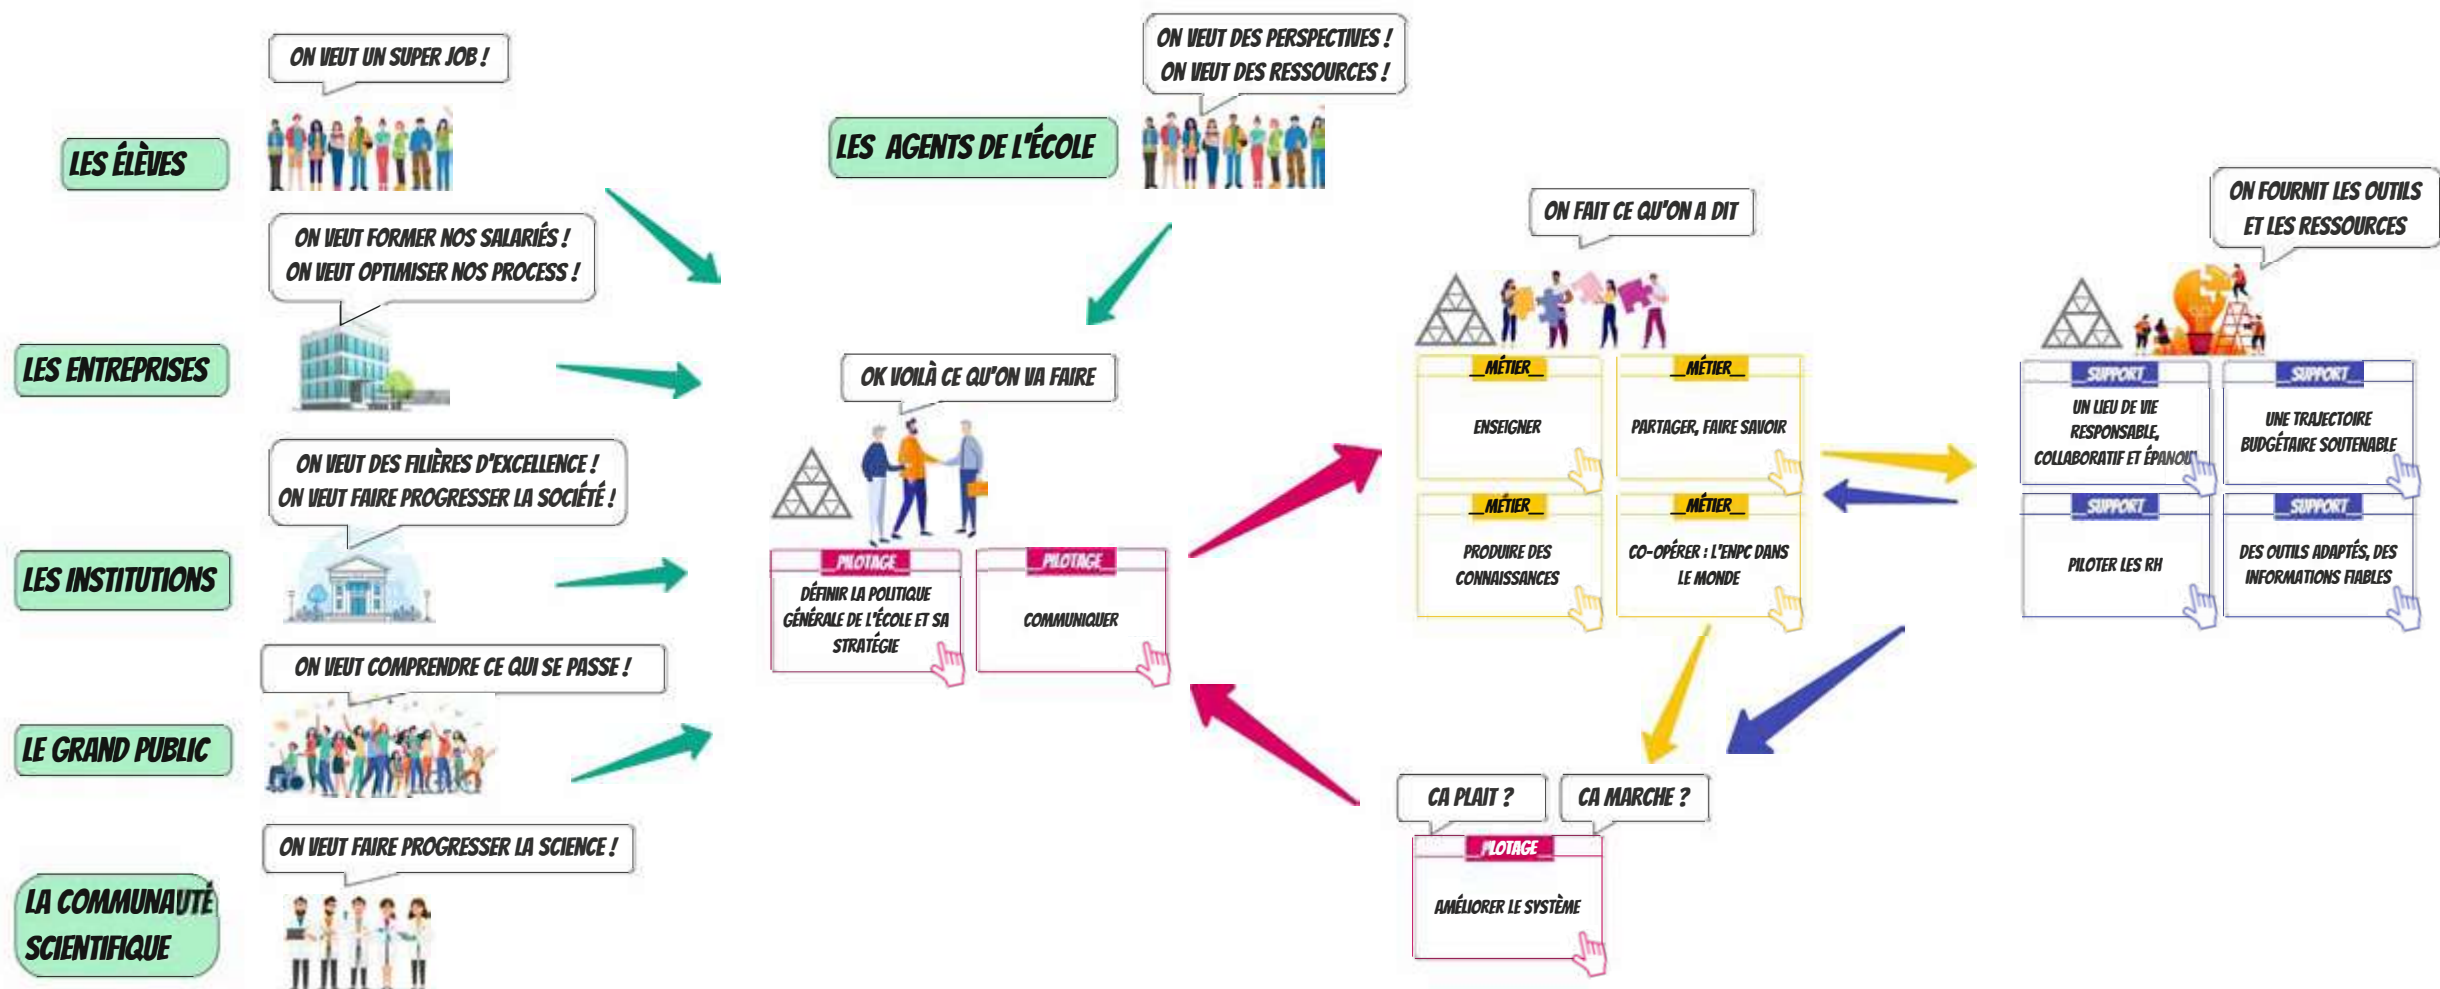 ON VEUT UN SUPER JOB !
LES ÉLÈVES
ON VEUT FORMER NOS SALARIÉS !
ON VEUT OPTIMISER NOS PROCESS !
LES ENTREPRISES
ON VEUT DES FILIÈRES D'EXCELLENCE !
ON VEUT FAIRE PROGRESSER LA SOCIÉTÉ !
LES INSTITUTIONS
ON VEUT COMPRENDRE CE QUI SE PASSE !
LE GRAND PUBLIC
ON VEUT FAIRE PROGRESSER LA SCIENCE !
LA COMMUNAUTÉ
SCIENTIFIQUE
ON VEUT DES PERSPECTIVES !
ON VEUT DES RESSOURCES !
LES AGENTS DE L'ÉCOLE
OK VOILÀ CE QU'ON VA FAIRE
PILOTAGE
DÉFINIR LA POLITIQUE
GÉNÉRALE DE L'ÉCOLE ET SA
STRATÉGIE
PILOTAGE
COMMUNIQUER
ON FAIT CE QU'ON A DIT
__MÉTIER__
ENSEIGNER
__MÉTIER__
PARTAGER, FAIRE SAVOIR
__MÉTIER__
PRODUIRE DES
CONNAISSANCES
__MÉTIER__
CO-OPÉRER : L'ENPC DANS
LE MONDE
ON FOURNIT LES OUTILS
ET LES RESSOURCES
SUPPORT
UN LIEU DE VIE
RESPONSABLE,
COLLABORATIF ET ÉPANOUI
SUPPORT
UNE TRAJECTOIRE
BUDGÉTAIRE SOUTENABLE
SUPPORT
PILOTER LES RH
SUPPORT
DES OUTILS ADAPTÉS, DES
INFORMATIONS FIABLES
CA PLAIT ?
CA MARCHE ?
PILOTAGE
AMÉLIORER LE SYSTÈME